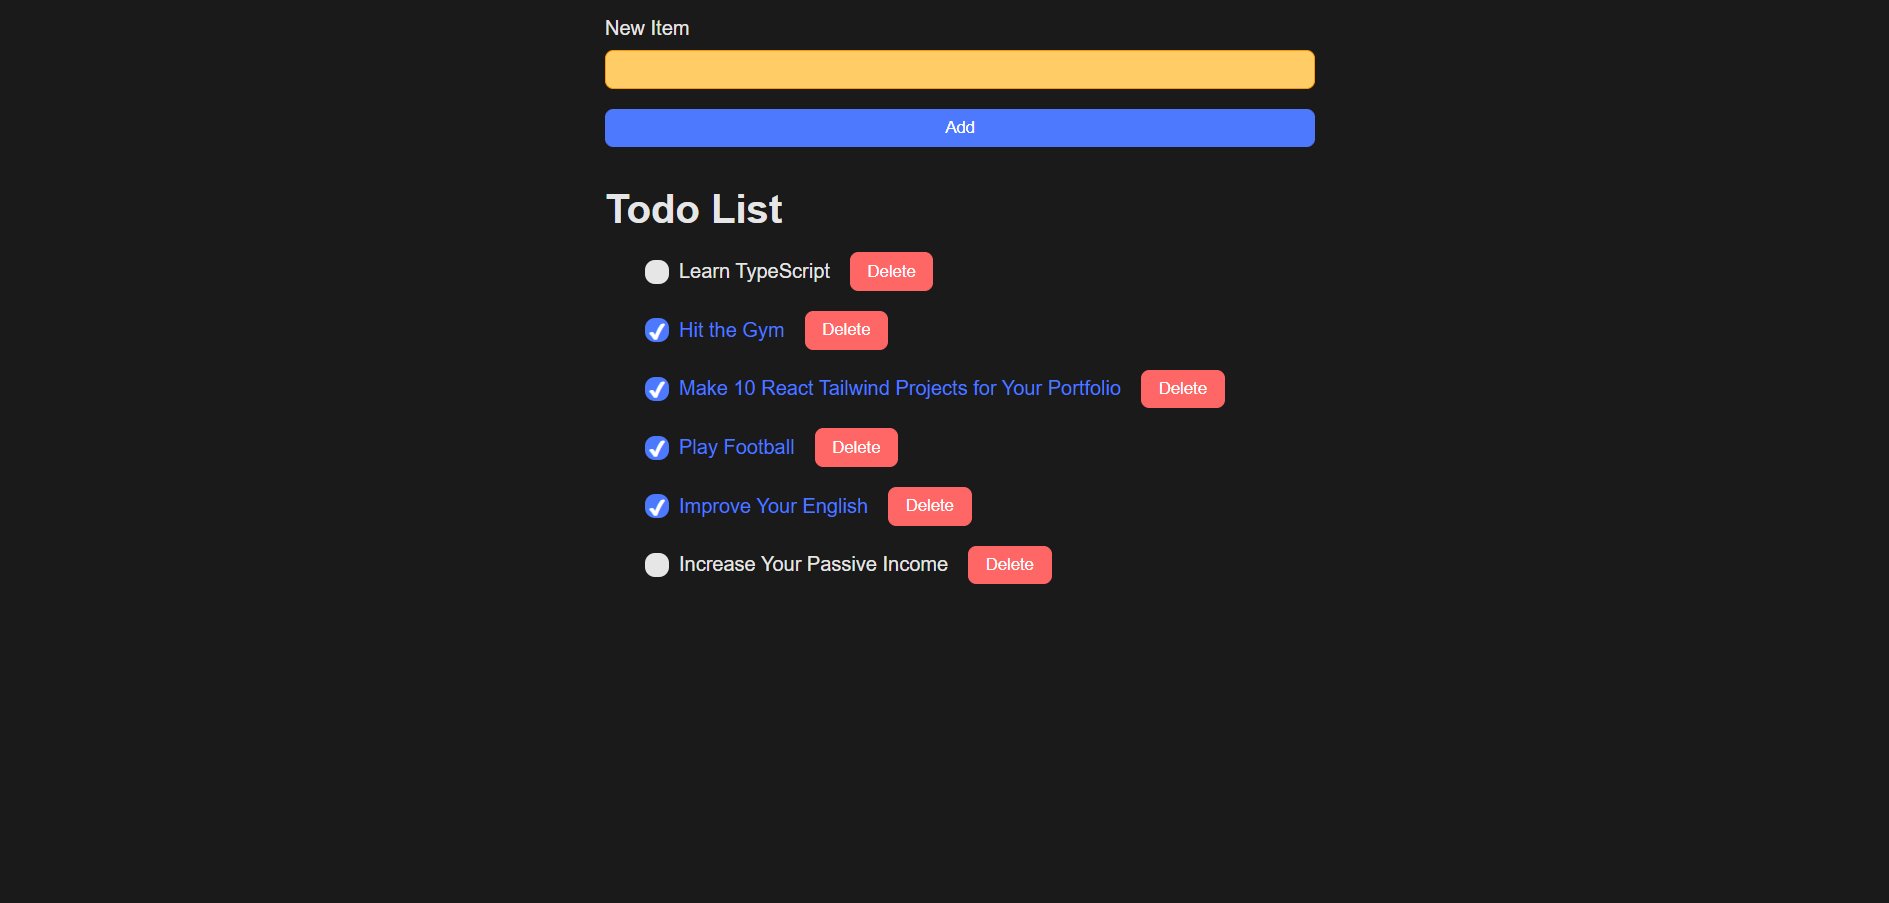 New Item
Add
Todo List
Learn TypeScript Delete
Hit the Gym Delete
Make 10 React Tailwind Projects for Your Portfolio Delete
Play Football Delete
Improve Your English Delete
Increase Your Passive Income Delete